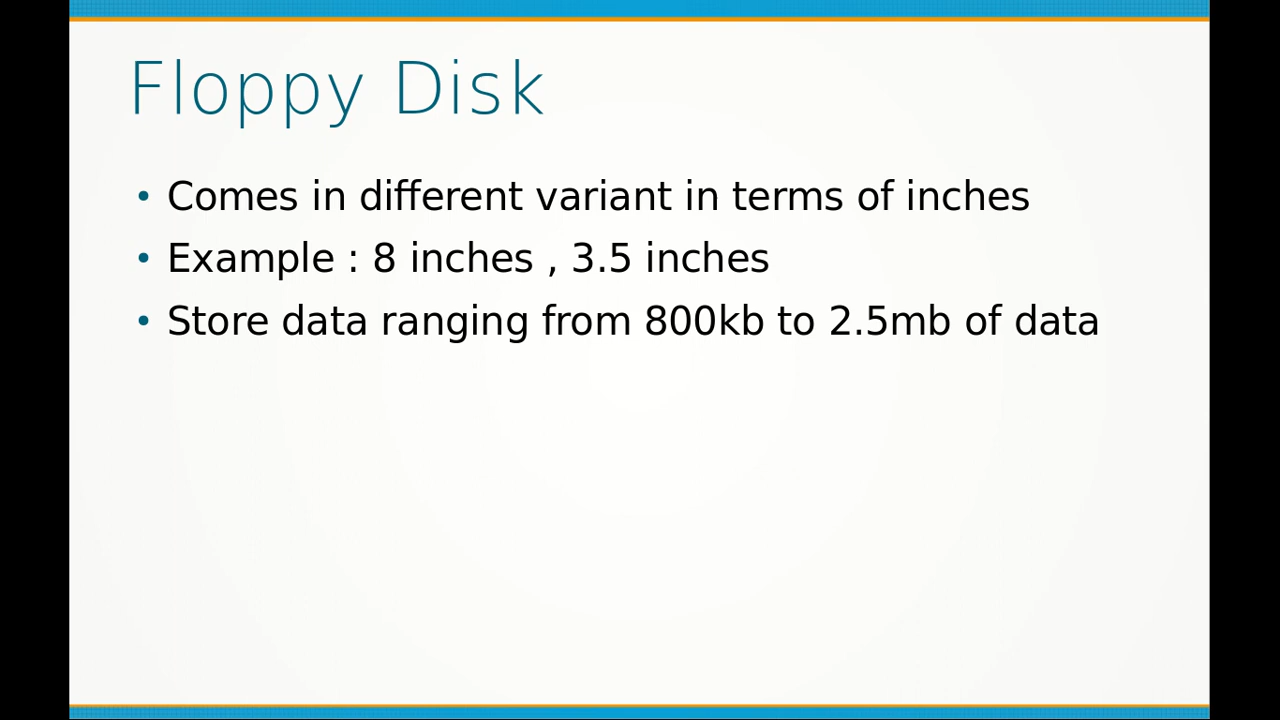 Floppy Disk
• Comes in different variant in terms of inches
• Example : 8 inches , 3.5 inches
• Store data ranging from 800kb to 2.5mb of data